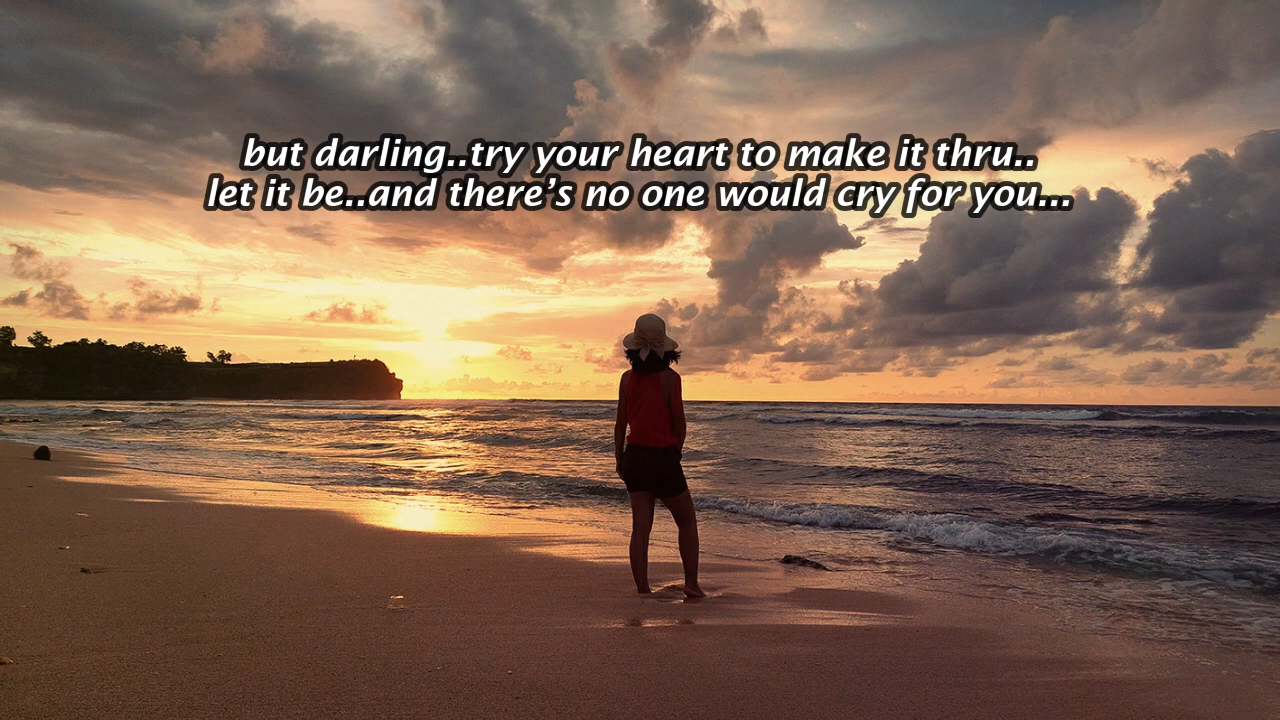 but darling..try your heart to make it thru..
let it be..and there’s no one would cry for you...